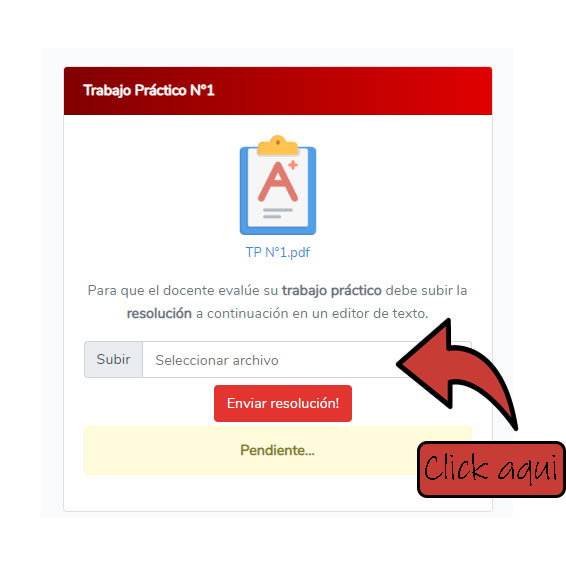 Trabajo Práctico N°1
A+
TP N°1.pdf
Para que el docente evalúe su trabajo práctico debe subir la
resolución a continuación en un editor de texto.
Subir Seleccionar archivo
Enviar resolución!
Pendiente...
Click aqui